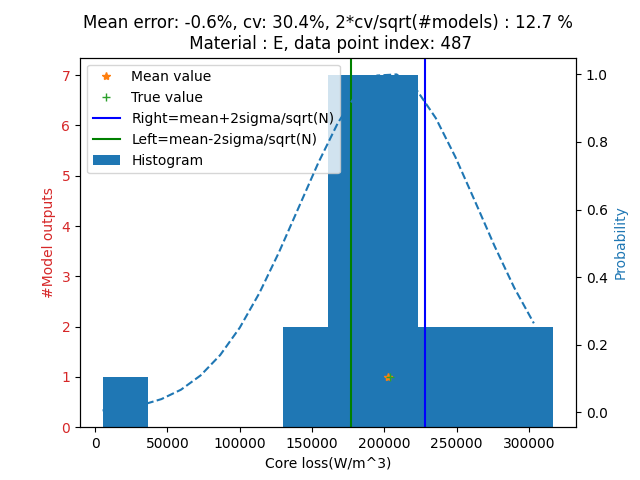 Mean error: -0.6%, cv: 30.4%, 2*cv/sqrt(#models) : 12.7 %
Material : E, data point index: 487
Mean value
True value
Right=mean+2sigma/sqrt(N)
Left=mean-2sigma/sqrt(N)
Histogram
#Model outputs
7
6
5
4
3
2
1
0
Probability
1.0
0.8
0.6
0.4
0.2
0.0
0 50000 100000 150000 200000 250000 300000
Core loss(W/m^3)